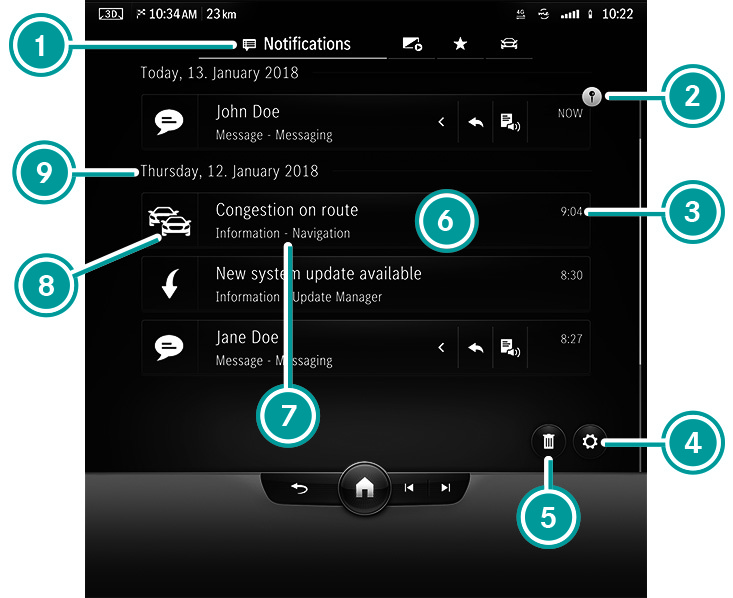 3D 10:34 AM 23 km 4G 10:22
1 Notifications
Today, 13. January 2018
2
John Doe NOW
Message - Messaging
9 Thursday, 12. January 2018
Congestion on route 6 9:04 3
Information - Navigation
8
New system update available 8:30
Information - Update Manager
Jane Doe 8:27
Message - Messaging
7
4
5